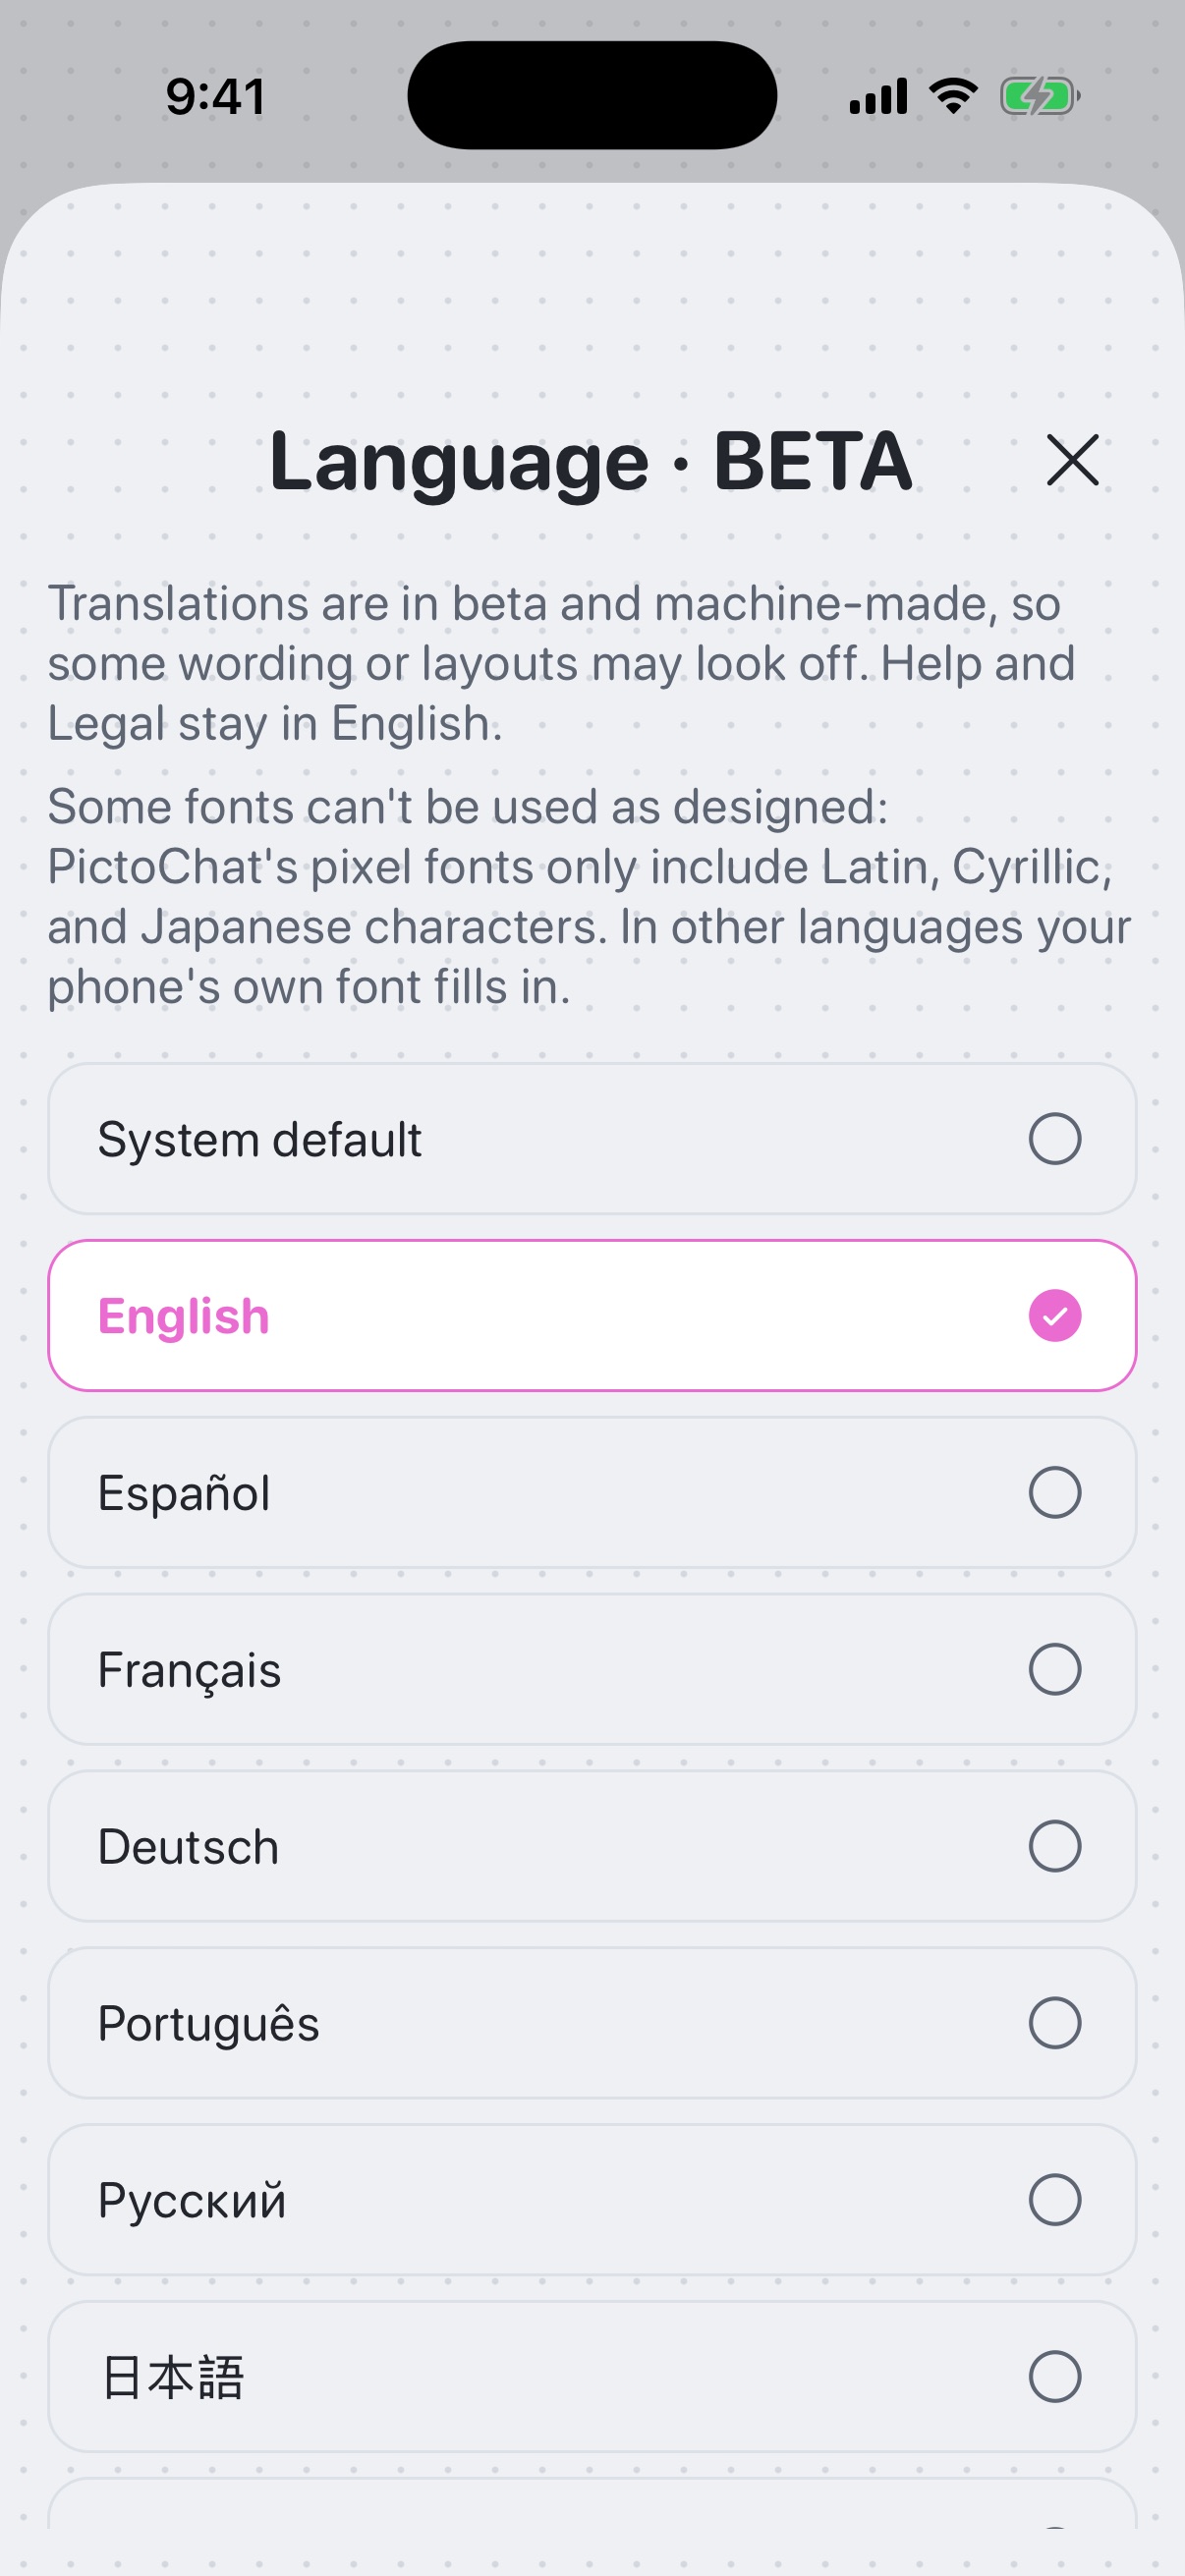 9:41
Language · BETA
Translations are in beta and machine-made, so
some wording or layouts may look off. Help and
Legal stay in English.
Some fonts can't be used as designed:
PictoChat's pixel fonts only include Latin, Cyrillic,
and Japanese characters. In other languages your
phone's own font fills in.
System default
English
Español
Français
Deutsch
Português
Русский
日本語